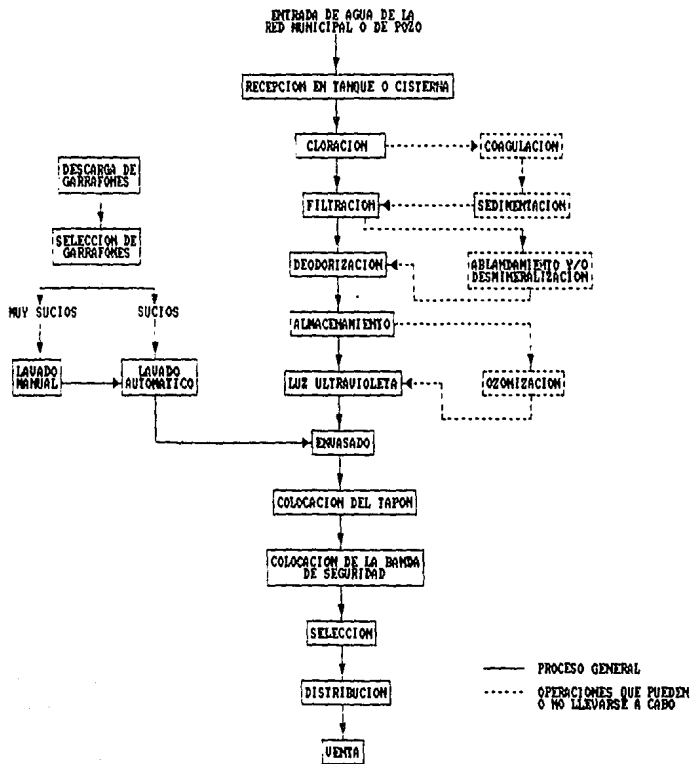 ENTRADA DE AGUA DE LA
RED MUNICIPAL O DE POZO
RECEPCION EN TANQUE O CISTERNA
CLORACION
COAGULACION
DESCARGA DE
GARRAFONES
FILTRACION
SEDIMENTACION
SELECCION DE
GARRAFONES
DEODORIZACION
ABLANDAMIENTO Y/O
DESMINERALIZACION
MUY SUCIOS
SUCIOS
ALMACENAMIENTO
LAVADO
MANUAL
LAVADO
AUTOMATICO
LUZ ULTRAVIOLETA
OZONIZACION
ENVASADO
COLOCACION DEL TAPON
COLOCACION DE LA BANDA
DE SEGURIDAD
SELECCION
PROCESO GENERAL
DISTRIBUCION
OPERACIONES QUE PUEDEN
O NO LLEVARSE A CABO
VENTA